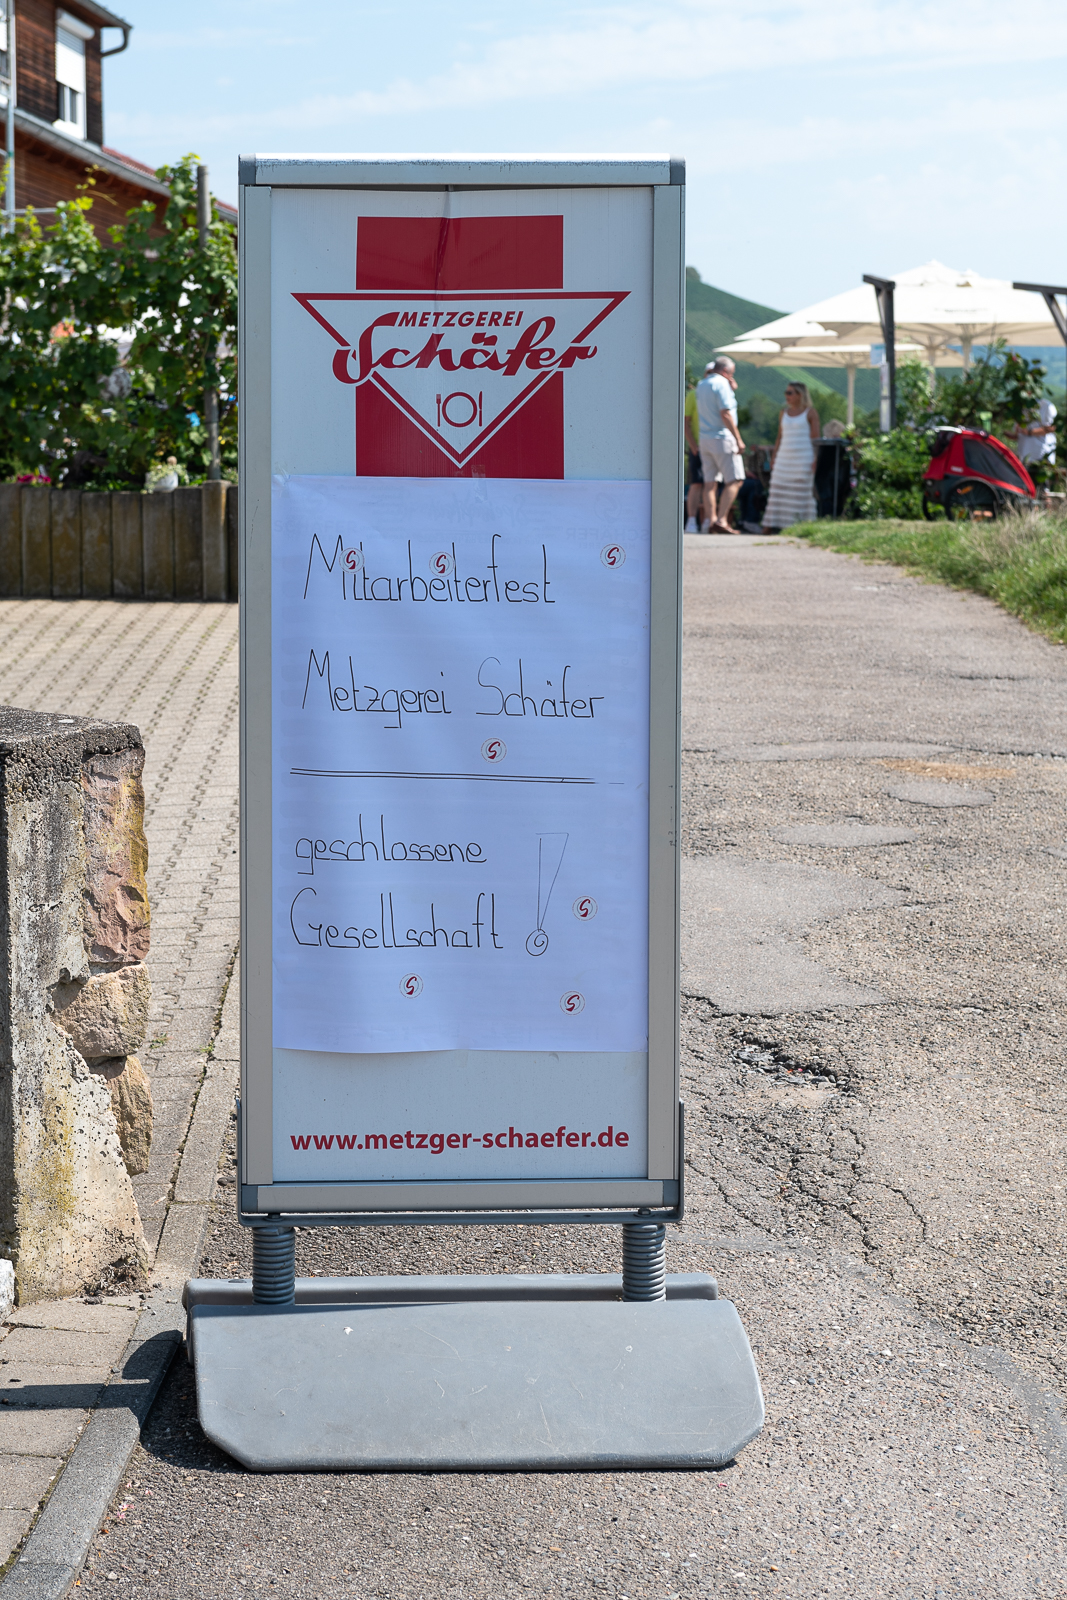 METZGEREI
Schäfer
Mitarbeiterfest
Metzgerei Schäfer
geschlossene
Gesellschaft !
www.metzger-schaefer.de